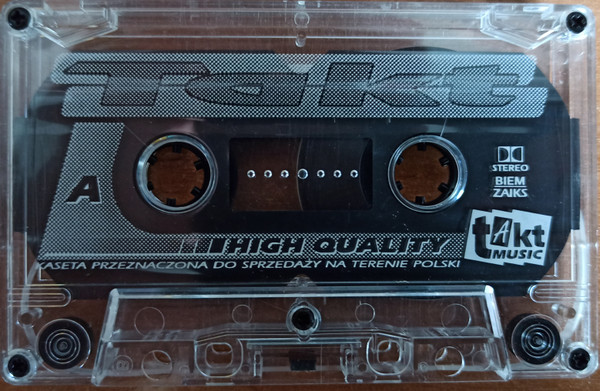 Takt
A
STEREO
BIEM
ZAIKS
HIGH QUALITY
takt
MUSIC
KASETA PRZEZNACZONA DO SPRZEDAŻY NA TERENIE POLSKI